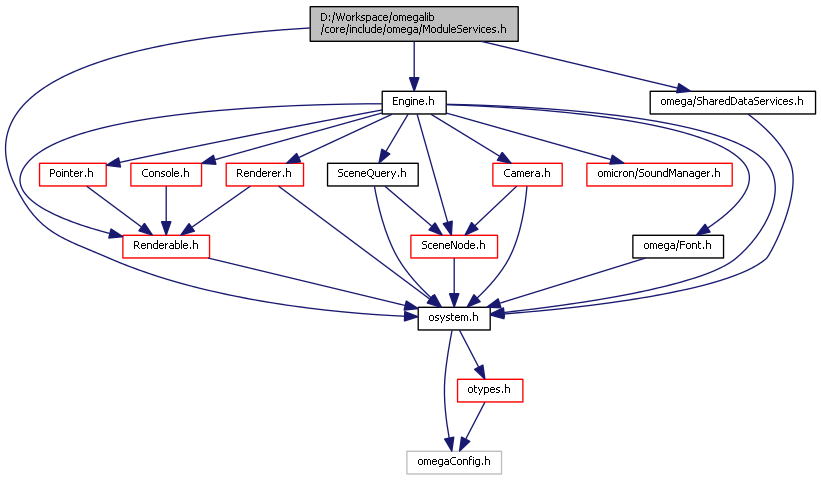 D:/Workspace/omegalib
/core/include/omega/ModuleServices.h
Engine.h
omega/SharedDataServices.h
Pointer.h
Console.h
Renderer.h
SceneQuery.h
Camera.h
omicron/SoundManager.h
Renderable.h
SceneNode.h
omega/Font.h
osystem.h
otypes.h
omegaConfig.h